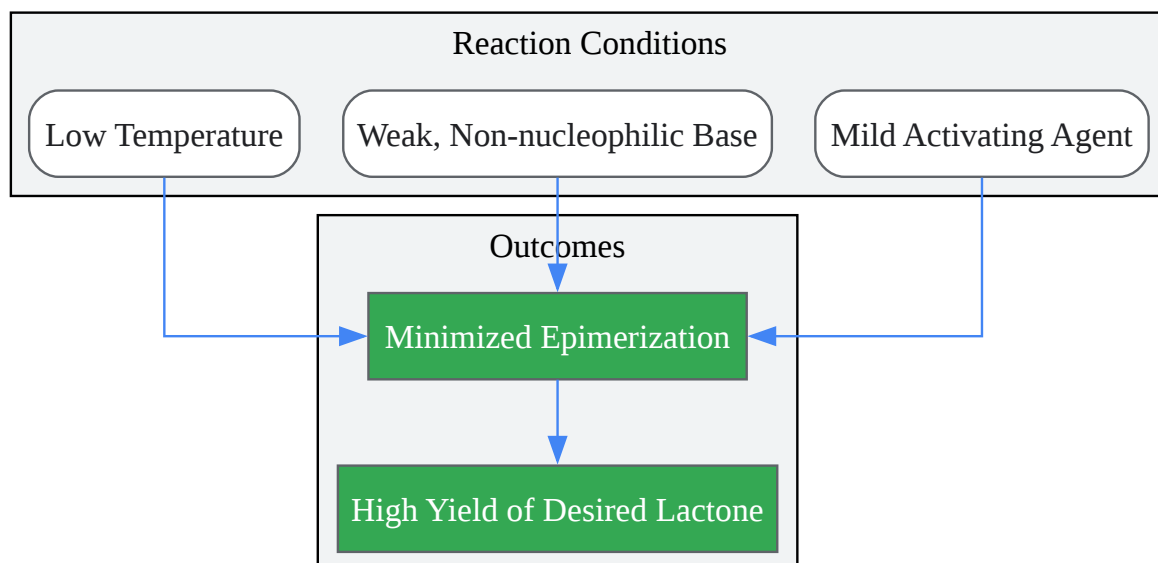 Reaction Conditions
Low Temperature
Weak, Non-nucleophilic Base
Mild Activating Agent
Outcomes
Minimized Epimerization
High Yield of Desired Lactone